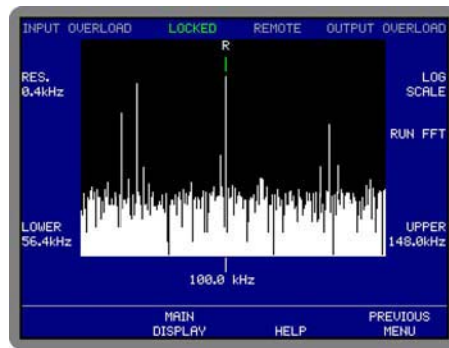 INPUT OVERLOAD LOCKED REMOTE OUTPUT OVERLOAD
R
RES.
0.4kHz
LOG
SCALE
RUN FFT
LOWER
56.4kHz
UPPER
148.0kHz
100.0 kHz
MAIN
DISPLAY
HELP
PREVIOUS
MENU